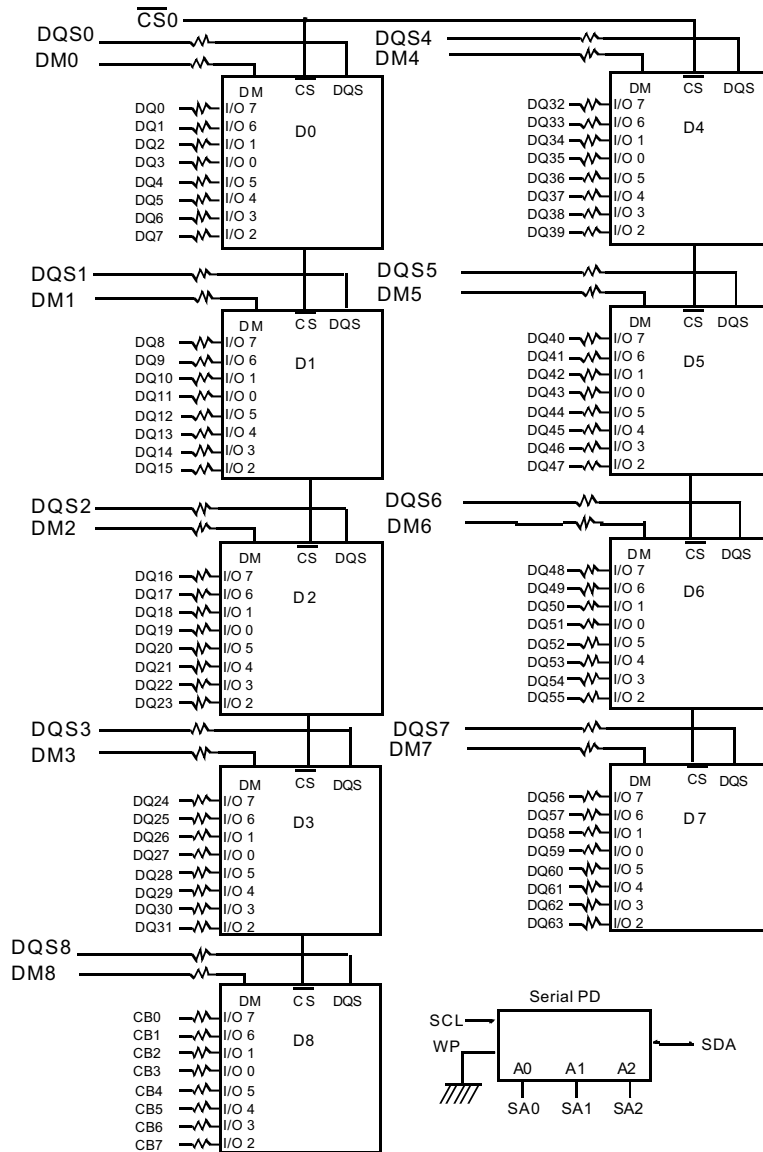 CS0
DQS0
DM0
DM CS DQS
D0
DQ0 I/O 7
DQ1 I/O 6
DQ2 I/O 1
DQ3 I/O 0
DQ4 I/O 5
DQ5 I/O 4
DQ6 I/O 3
DQ7 I/O 2
DQS1
DM1
DM CS DQS
D1
DQ8 I/O 7
DQ9 I/O 6
DQ10 I/O 1
DQ11 I/O 0
DQ12 I/O 5
DQ13 I/O 4
DQ14 I/O 3
DQ15 I/O 2
DQS2
DM2
DM CS DQS
D2
DQ16 I/O 7
DQ17 I/O 6
DQ18 I/O 1
DQ19 I/O 0
DQ20 I/O 5
DQ21 I/O 4
DQ22 I/O 3
DQ23 I/O 2
DQS3
DM3
DM CS DQS
D3
DQ24 I/O 7
DQ25 I/O 6
DQ26 I/O 1
DQ27 I/O 0
DQ28 I/O 5
DQ29 I/O 4
DQ30 I/O 3
DQ31 I/O 2
DQS8
DM8
DM CS DQS
D8
CB0 I/O 7
CB1 I/O 6
CB2 I/O 1
CB3 I/O 0
CB4 I/O 5
CB5 I/O 4
CB6 I/O 3
CB7 I/O 2
DQS4
DM4
DM CS DQS
D4
DQ32 I/O 7
DQ33 I/O 6
DQ34 I/O 1
DQ35 I/O 0
DQ36 I/O 5
DQ37 I/O 4
DQ38 I/O 3
DQ39 I/O 2
DQS5
DM5
DM CS DQS
D5
DQ40 I/O 7
DQ41 I/O 6
DQ42 I/O 1
DQ43 I/O 0
DQ44 I/O 5
DQ45 I/O 4
DQ46 I/O 3
DQ47 I/O 2
DQS6
DM6
DM CS DQS
D6
DQ48 I/O 7
DQ49 I/O 6
DQ50 I/O 1
DQ51 I/O 0
DQ52 I/O 5
DQ53 I/O 4
DQ54 I/O 3
DQ55 I/O 2
DQS7
DM7
DM CS DQS
D7
DQ56 I/O 7
DQ57 I/O 6
DQ58 I/O 1
DQ59 I/O 0
DQ60 I/O 5
DQ61 I/O 4
DQ62 I/O 3
DQ63 I/O 2
Serial PD
SCL
WP
SDA
A0 A1 A2
SA0 SA1 SA2